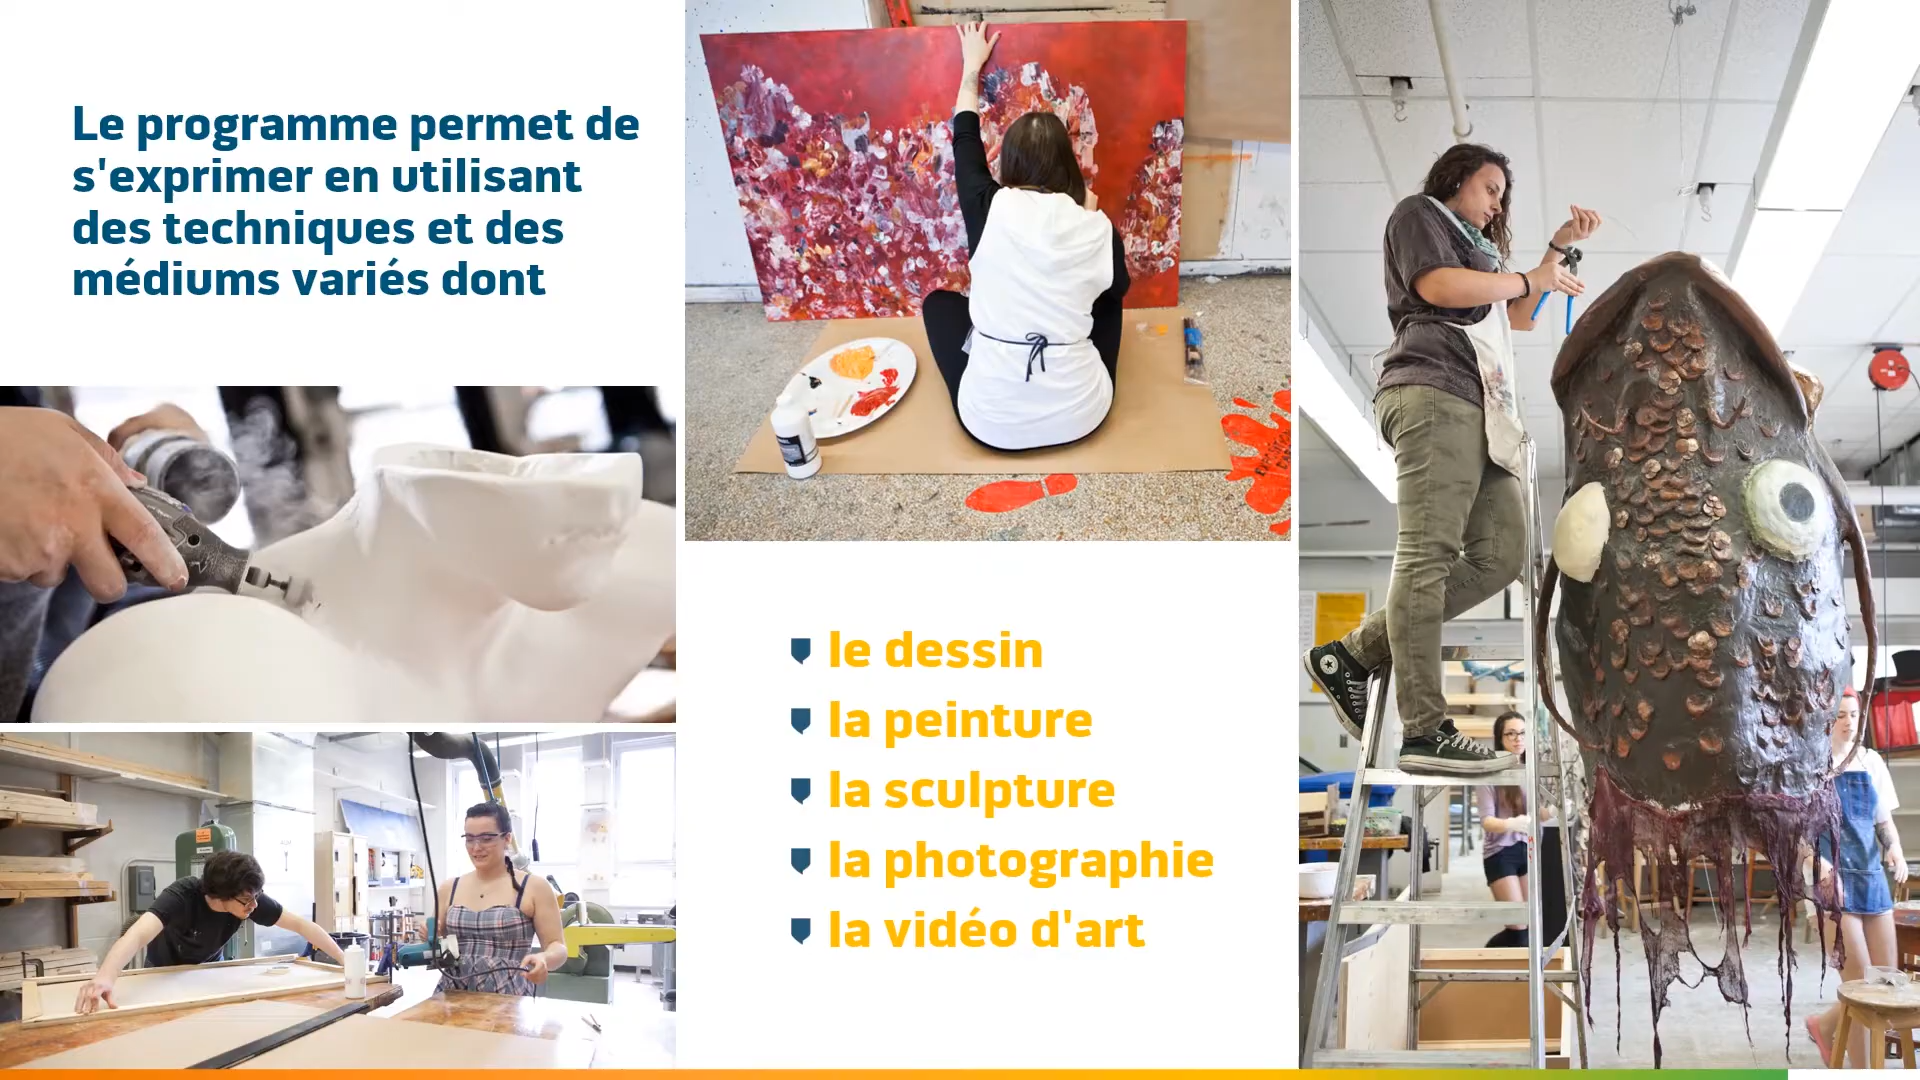 Le programme permet de
s'exprimer en utilisant
des techniques et des
médiums variés dont
le dessin
la peinture
la sculpture
la photographie
la vidéo d'art